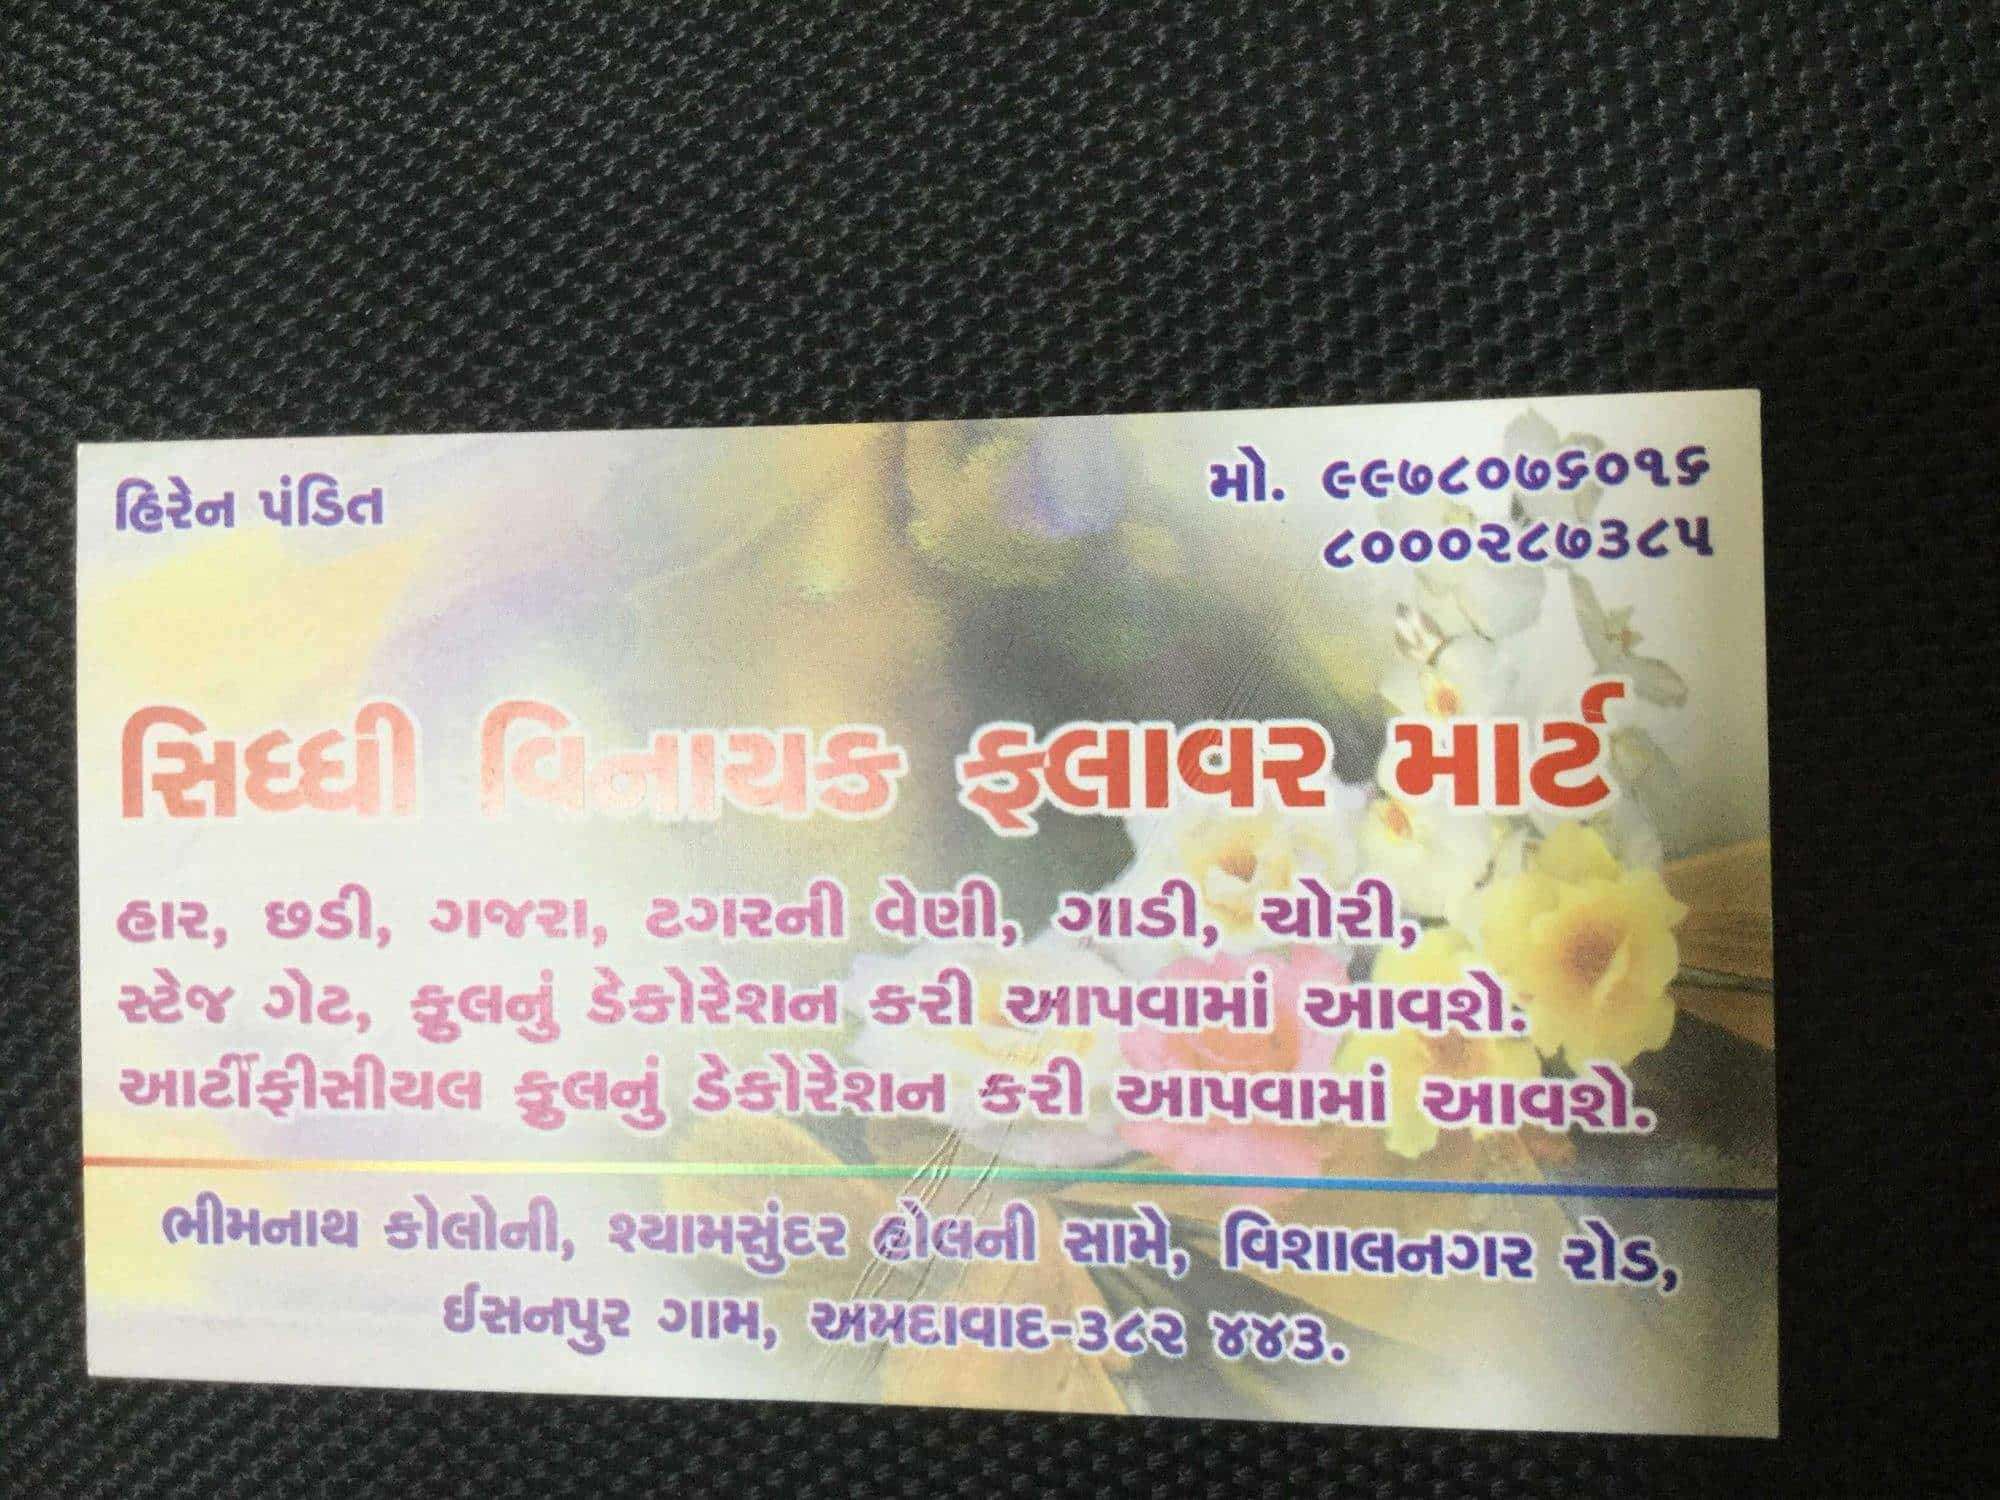 હિરેન પંડિત
મો. ૯૯૭૮૦૭૬૦૧૬
૮૦૦૦૨૮૭૩૮૫
સિધ્ધી વિનાયક ફલાવર માર્ટ
હાર, છડી, ગજરા, ટગરની વેણી, ગાડી, ચોરી,
સ્ટેજ ગેટ, ફુલનું ડેકોરેશન કરી આપવામાં આવશે.
આર્ટીફીસીયલ ફુલનું ડેકોરેશન કરી આપવામાં આવશે.
ભીમનાથ કોલોની, શ્યામસુંદર હોલની સામે, વિશાલનગર રોડ,
ઈસનપુર ગામ, અમદાવાદ-૩૮૨ ૪૪૩.